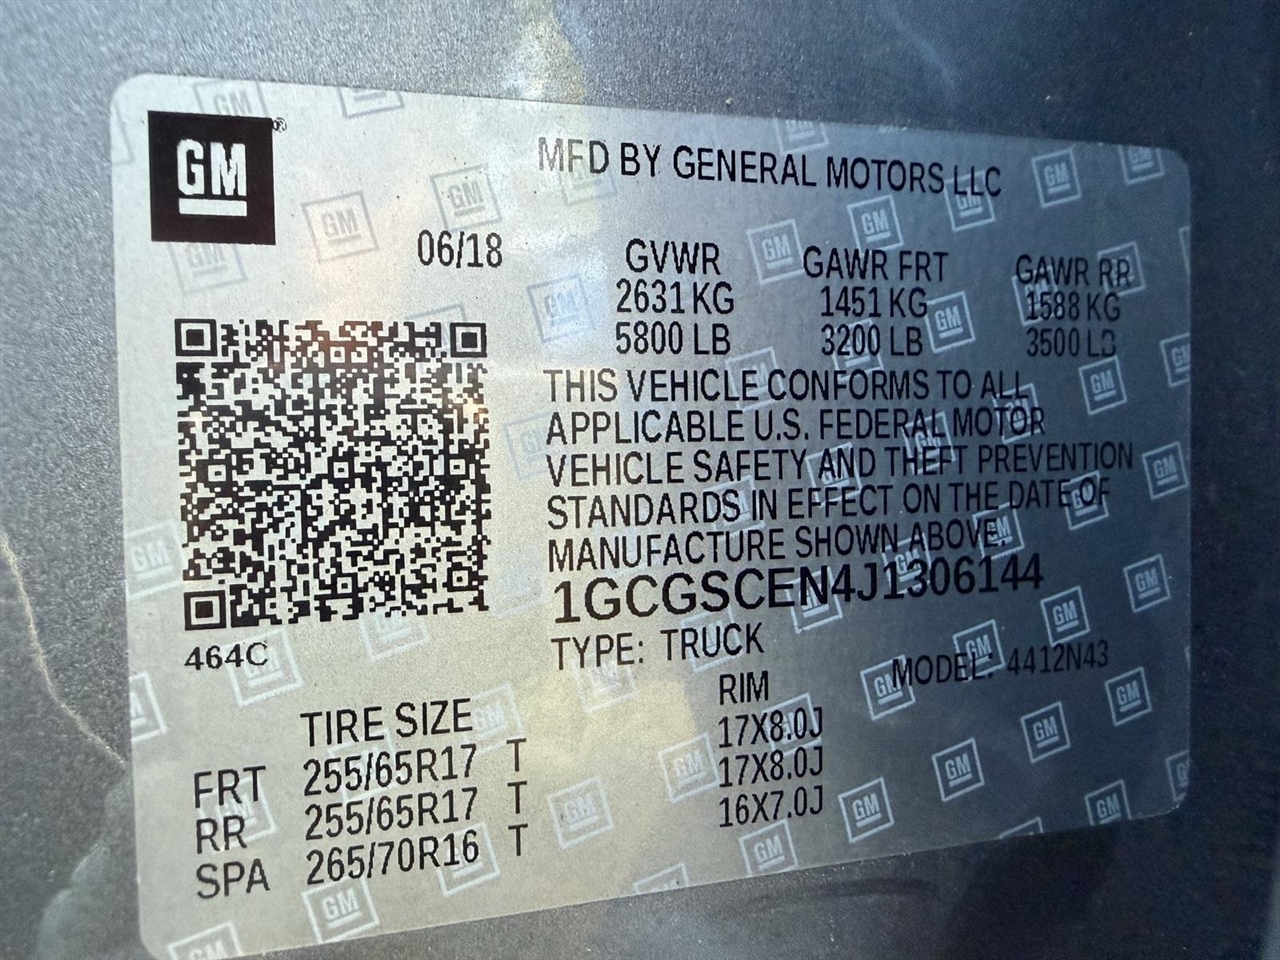 GM
MFD BY GENERAL MOTORS LLC
06/18
GVWR GAWR FRT GAWR RR
2631 KG 1451 KG 1588 KG
5800 LB 3200 LB 3500 LB
THIS VEHICLE CONFORMS TO ALL
APPLICABLE U.S. FEDERAL MOTOR
VEHICLE SAFETY AND THEFT PREVENTION
STANDARDS IN EFFECT ON THE DATE OF
MANUFACTURE SHOWN ABOVE.
1GCGSCEN4J1306144
TYPE: TRUCK MODEL: 4412N43
464C
TIRE SIZE RIM
FRT 255/65R17 T 17X8.0J
RR 255/65R17 T 17X8.0J
SPA 265/70R16 T 16X7.0J